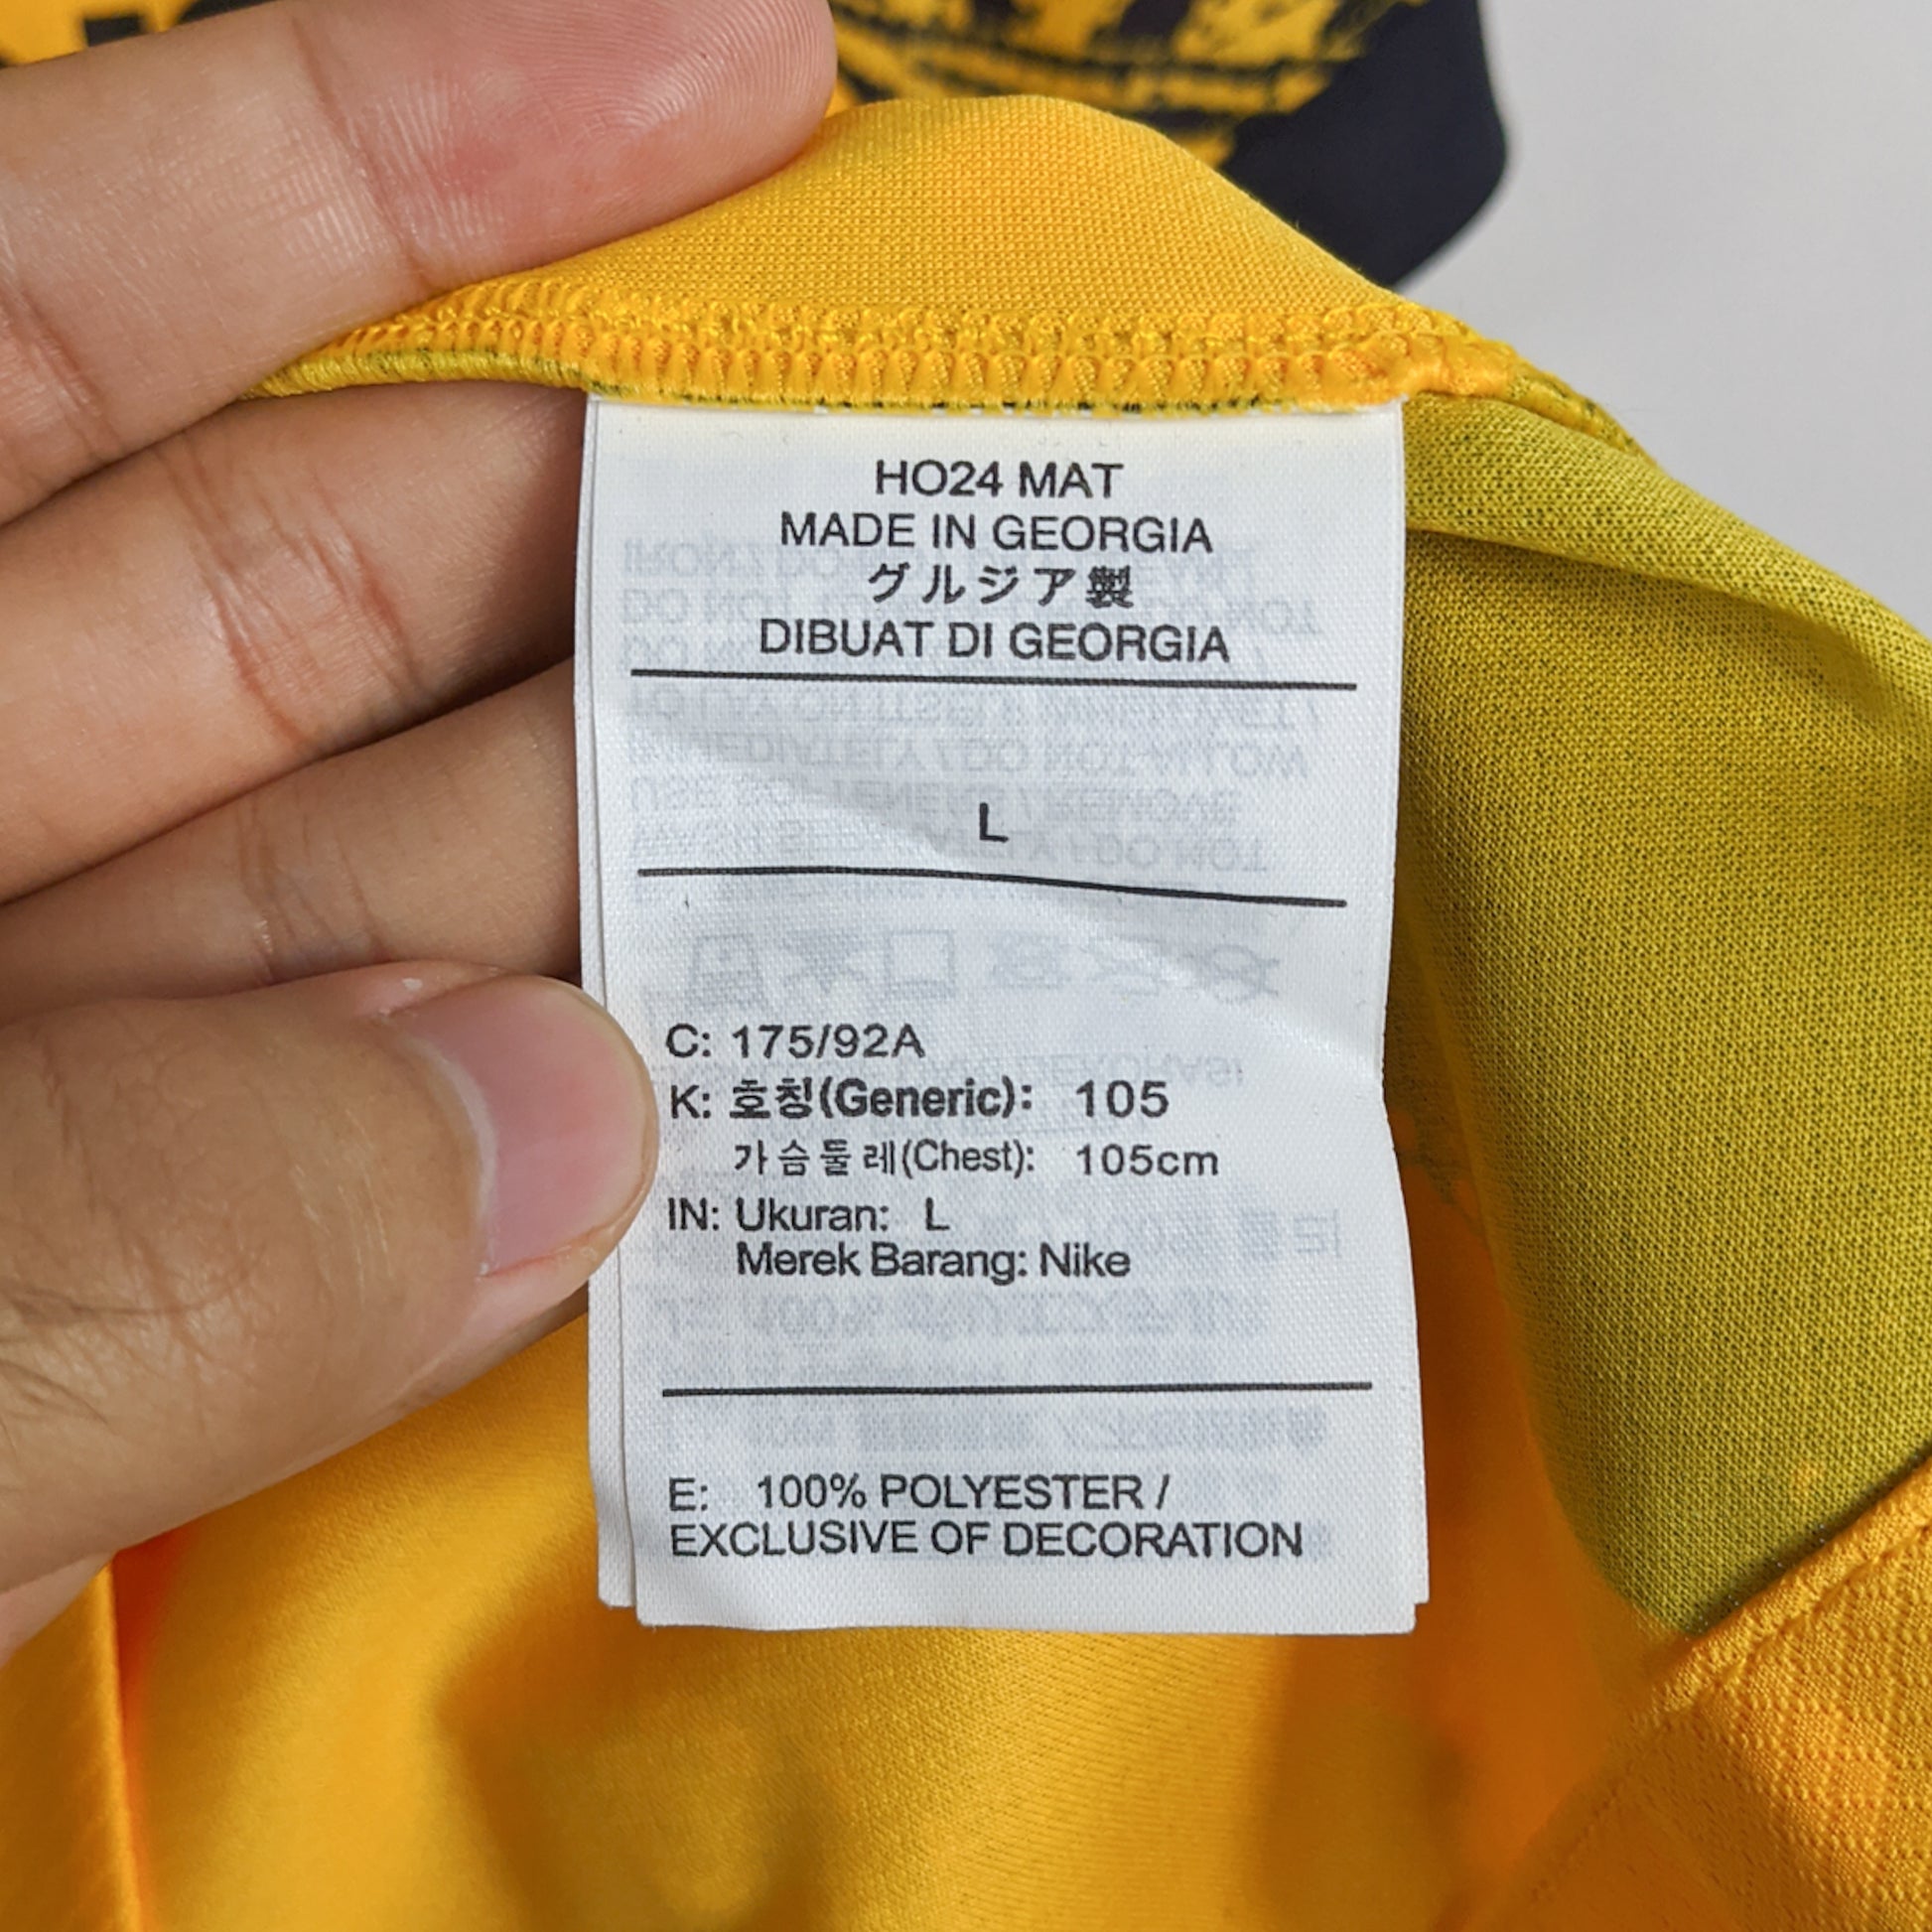 HO24 MAT
MADE IN GEORGIA
グルジア製
DIBUAT DI GEORGIA
L
C: 175/92A
K: 호칭(Generic): 105
가슴둘레(Chest): 105cm
IN: Ukuran: L
Merek Barang: Nike
E: 100% POLYESTER /
EXCLUSIVE OF DECORATION